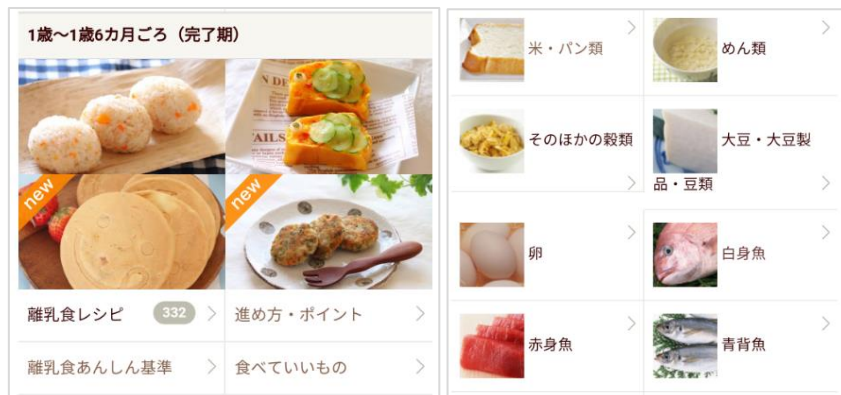 1歳～1歳6カ月ごろ（完了期）
new
new
離乳食レシピ 332
進め方・ポイント
離乳食あんしん基準
食べていいもの
米・パン類
めん類
そのほかの穀類
大豆・大豆製
品・豆類
卵
白身魚
赤身魚
青背魚